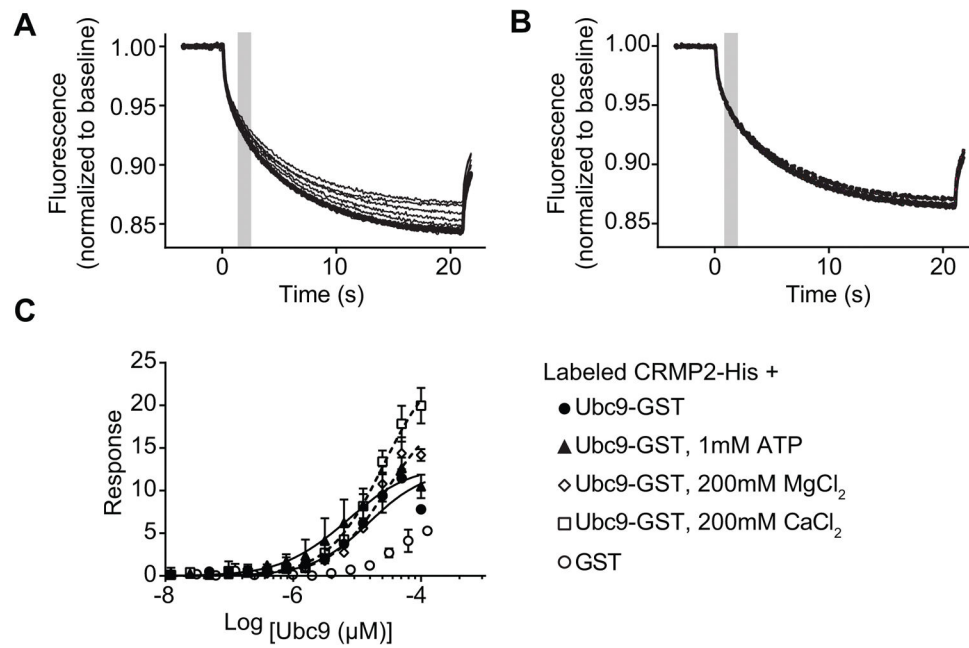 A
Fluorescence
(normalized to baseline)
1.00
0.95
0.90
0.85
0
10
20
Time (s)
B
Fluorescence
(normalized to baseline)
1.00
0.95
0.90
0.85
0
10
20
Time (s)
C
Response
25
20
15
10
5
0
-8
-6
-4
Log [Ubc9 (µM)]
Labeled CRMP2-His +
Ubc9-GST
Ubc9-GST, 1mM ATP
Ubc9-GST, 200mM MgCl₂
Ubc9-GST, 200mM CaCl₂
GST